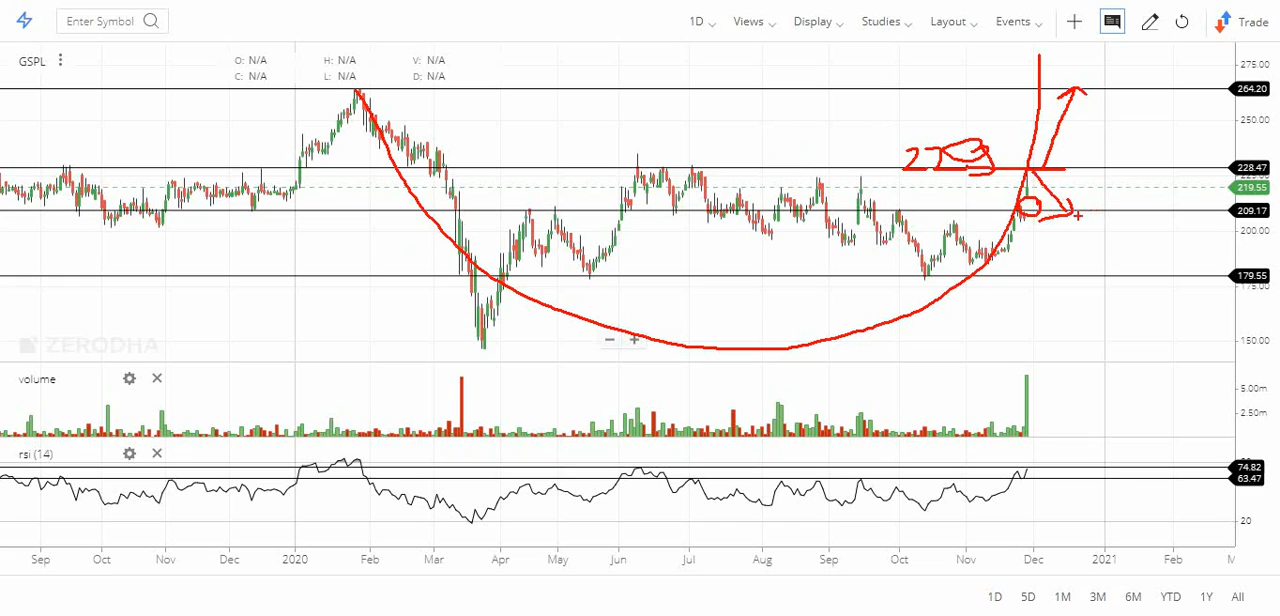 Enter Symbol 1D Views Display Studies Layout Events Trade
GSPL O: N/A H: N/A V: N/A
C: N/A L: N/A D: N/A
275.00
264.20
250.00
228.47
219.55
209.17
200.00
179.55
175.00
150.00
ZERODHA
volume
5.00m
2.50m
rsi (14)
74.82
63.47
20
Sep Oct Nov Dec 2020 Feb Mar Apr May Jun Jul Aug Sep Oct Nov Dec 2021 Feb M
1D 5D 1M 3M 6M YTD 1Y All